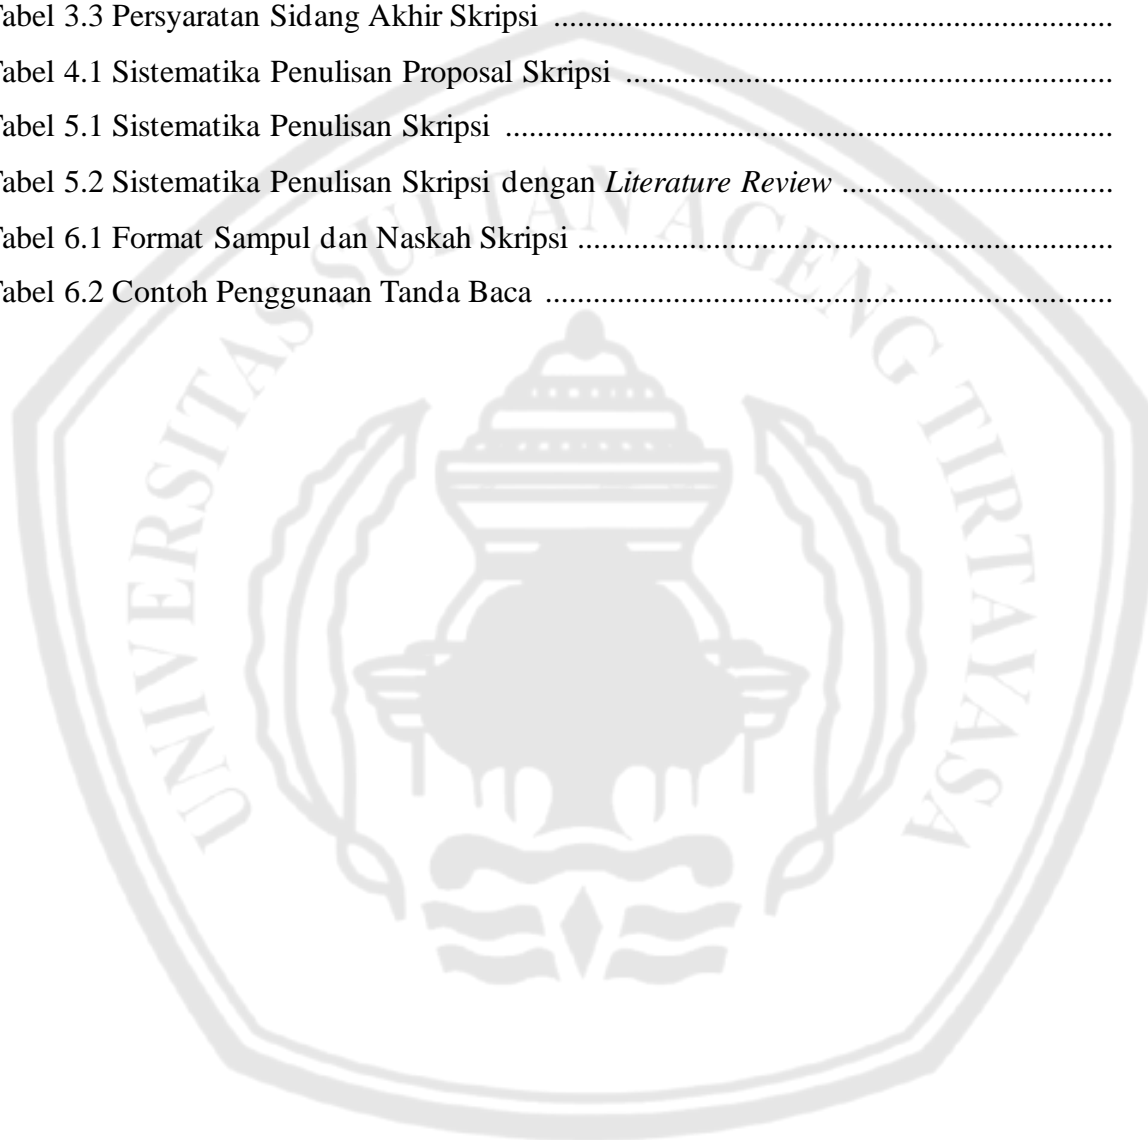 Tabel 3.3 Persyaratan Sidang Akhir Skripsi ............................................................
Tabel 4.1 Sistematika Penulisan Proposal Skripsi ....................................................
Tabel 5.1 Sistematika Penulisan Skripsi .................................................................
Tabel 5.2 Sistematika Penulisan Skripsi dengan Literature Review .............................
Tabel 6.1 Format Sampul dan Naskah Skripsi .........................................................
Tabel 6.2 Contoh Penggunaan Tanda Baca ............................................................
UNIVERSITAS SULTAN AGENG TIRTAYASA